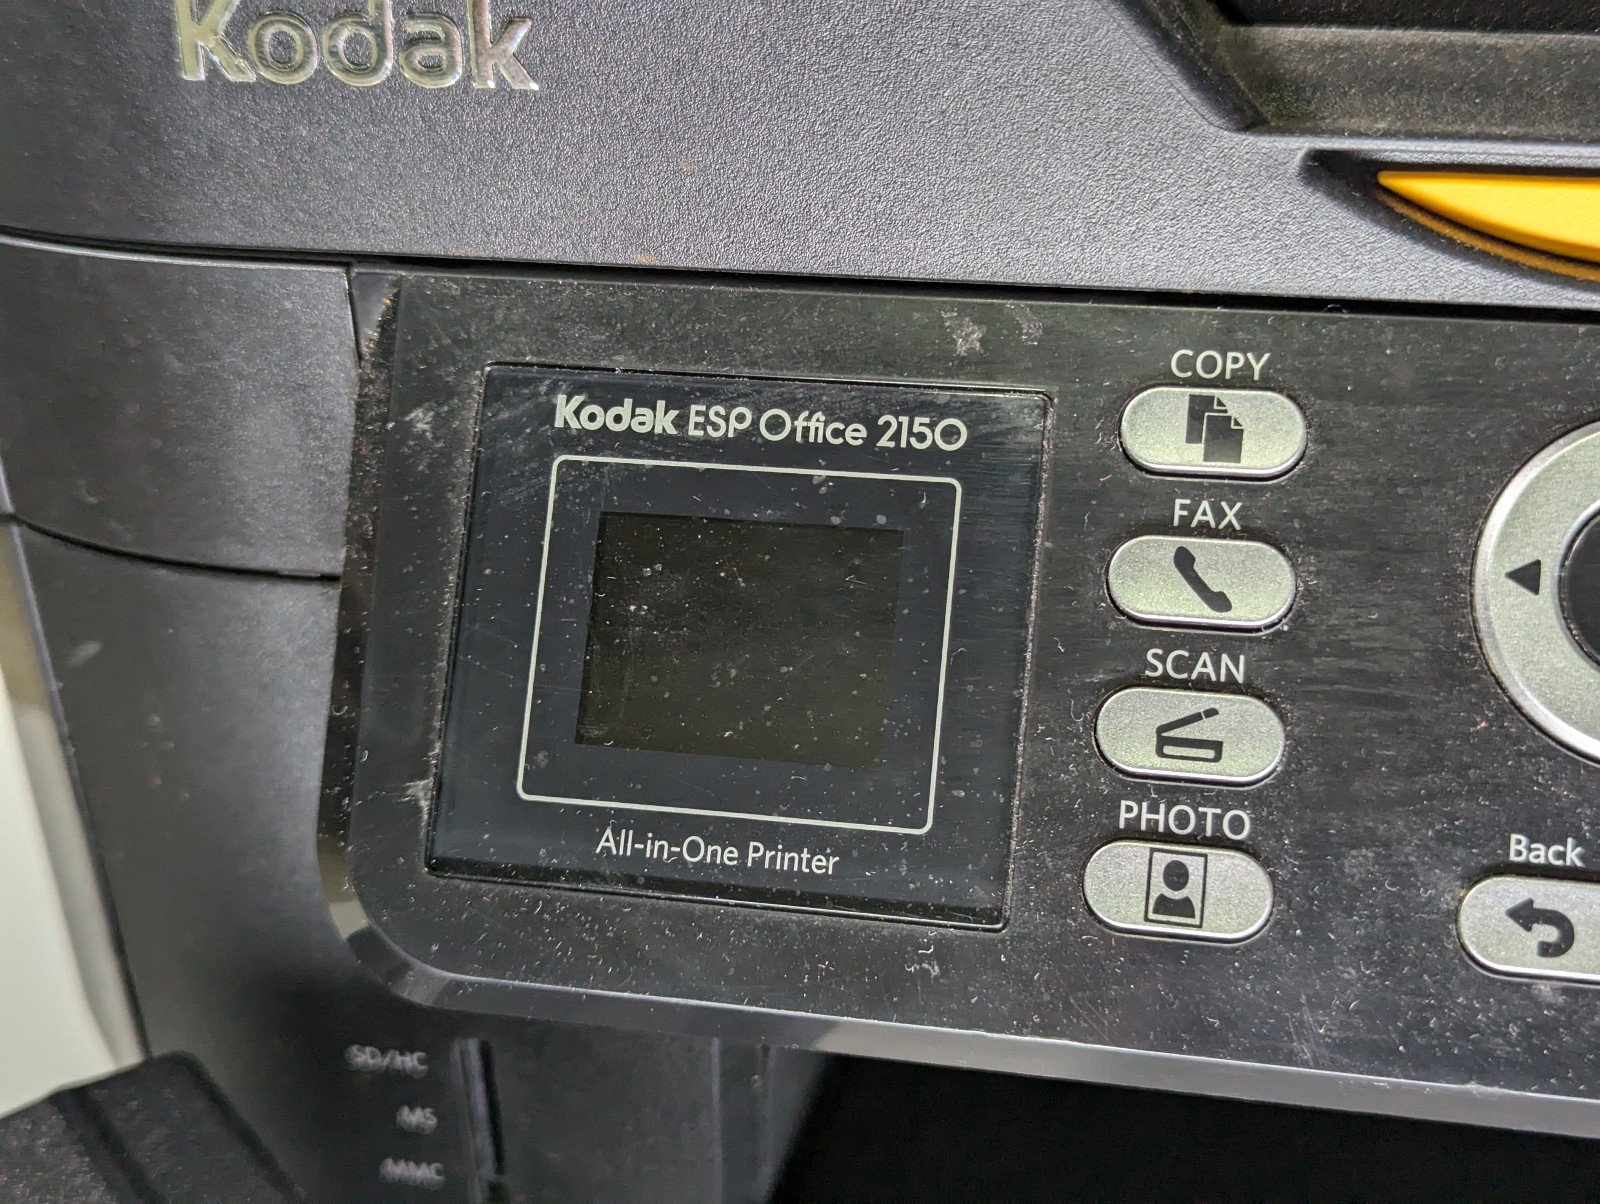 Kodak
Kodak ESP Office 2150
All-in-One Printer
COPY
FAX
SCAN
PHOTO
Back
SD/HC
MS
MMC